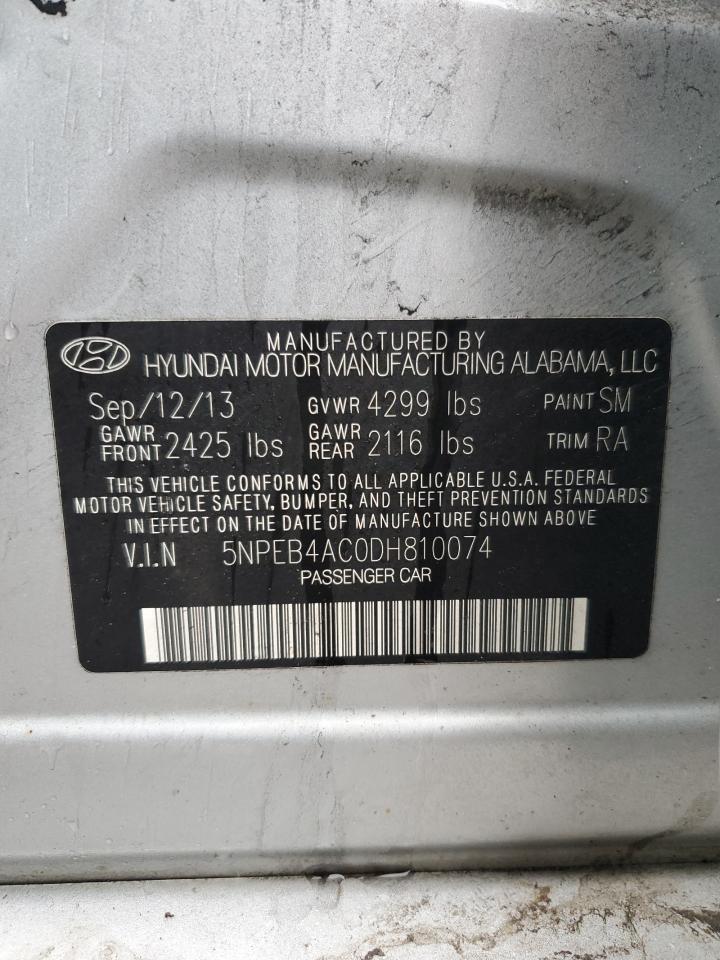 MANUFACTURED BY
HYUNDAI MOTOR MANUFACTURING ALABAMA, LLC
Sep/12/13 GVWR 4299 lbs PAINT SM
GAWR FRONT 2425 lbs GAWR REAR 2116 lbs TRIM RA
THIS VEHICLE CONFORMS TO ALL APPLICABLE U.S.A. FEDERAL
MOTOR VEHICLE SAFETY, BUMPER, AND THEFT PREVENTION STANDARDS
IN EFFECT ON THE DATE OF MANUFACTURE SHOWN ABOVE
V.I.N 5NPEB4AC0DH810074
PASSENGER CAR